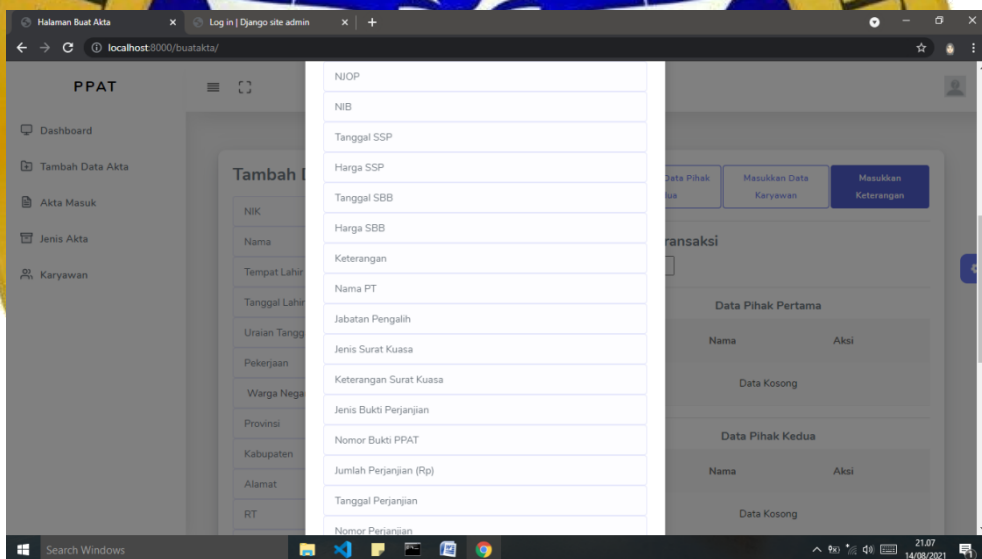 Halaman Buat Akta
Log in | Django site admin
localhost:8000/buatakta/
PPAT
Dashboard
Tambah Data Akta
Akta Masuk
Jenis Akta
Karyawan
Tambah
NIK
Nama
Tempat Lahir
Tanggal Lahir
Uraian
Pekerjaan
Warga
Provinsi
Kabupaten
Alamat
RT
NJOP
NIB
Tanggal SSP
Harga SSP
Tanggal SBB
Harga SBB
Keterangan
Nama PT
Jabatan Pengalih
Jenis Surat Kuasa
Keterangan Surat Kuasa
Jenis Bukti Perjanjian
Nomor Bukti PPAT
Jumlah Perjanjian (Rp)
Tanggal Perjanjian
Nomor Perjanjian
Data Pihak
Masukkan Data
Karyawan
Masukkan
Keterangan
Data Pihak Pertama
Nama Aksi
Data Kosong
Data Pihak Kedua
Nama Aksi
Data Kosong
Search Windows
21.07
14/08/2021